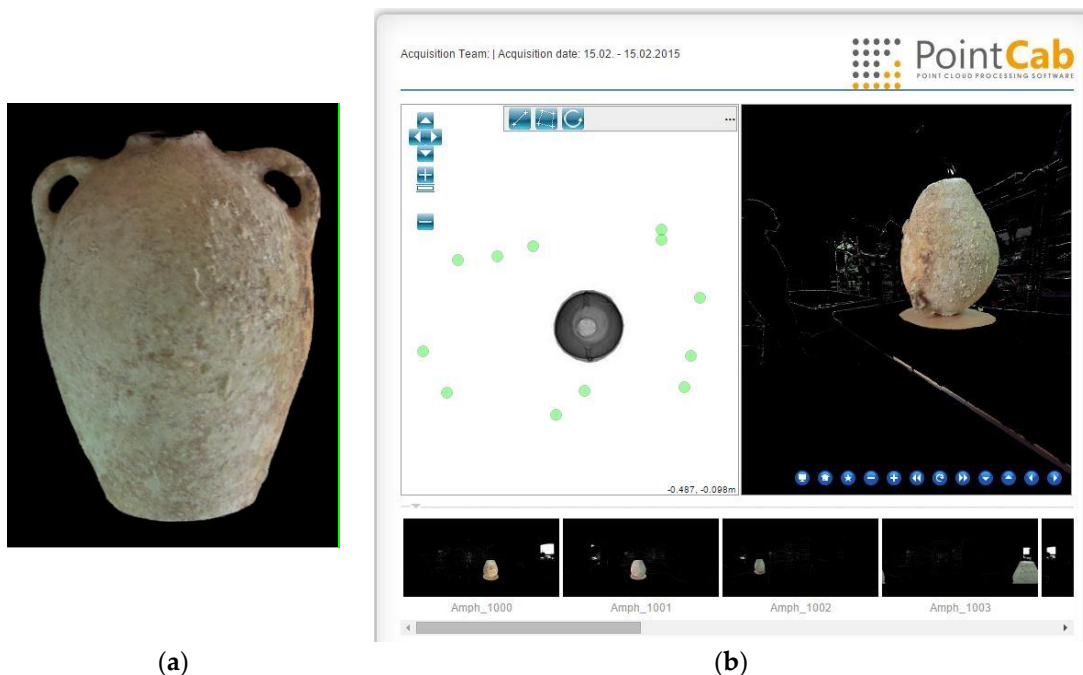 Acquisition Team: | Acquisition date: 15.02. - 15.02.2015
PointCab
POINT CLOUD PROCESSING SOFTWARE
...
-0.487, -0.098m
Amph_1000
Amph_1001
Amph_1002
Amph_1003
(a)
(b)